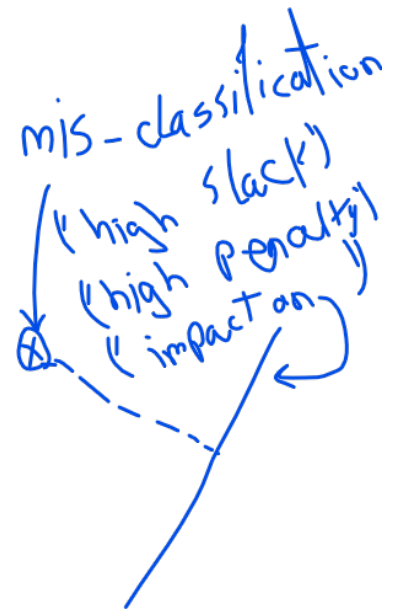 mis-classification
(" high slack")
("high penalty)
(" impact on ")
x